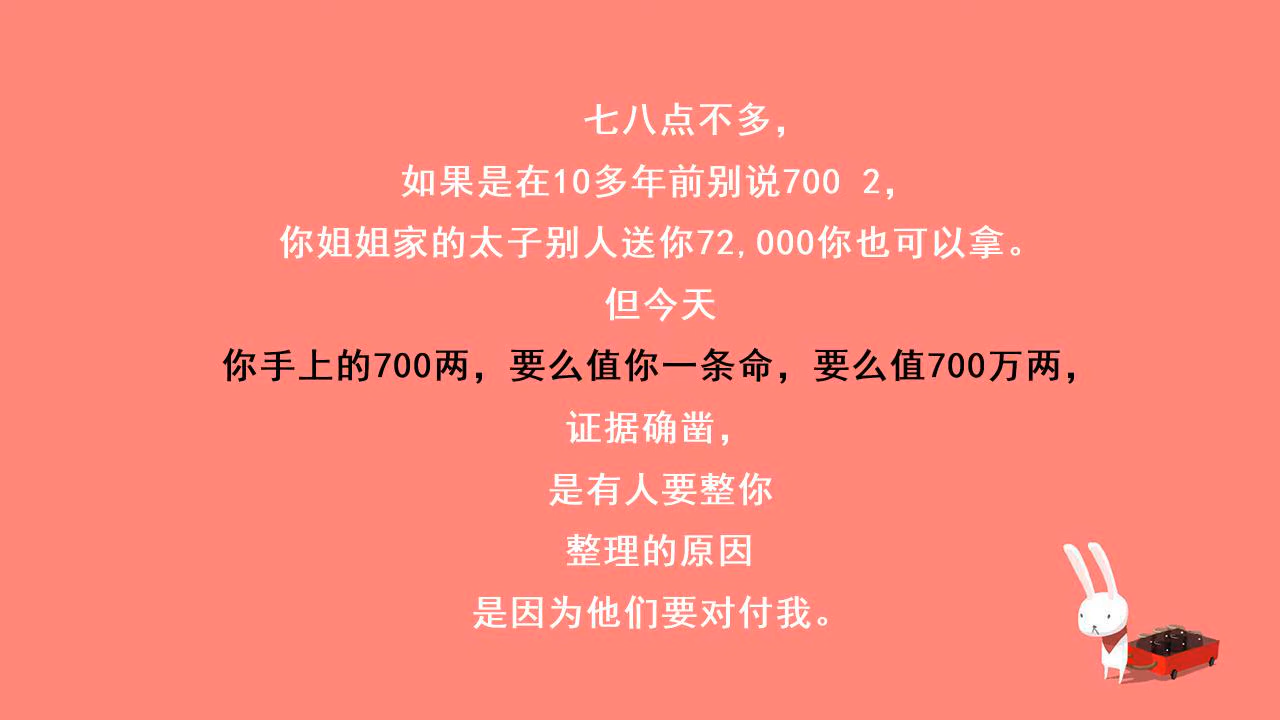 七八点不多，
如果是在10多年前别说700 2，
你姐姐家的太子别人送你72,000你也可以拿。
但今天
你手上的700两，要么值你一条命，要么值700万两，
证据确凿，
是有人要整你
整理的原因
是因为他们要对付我。